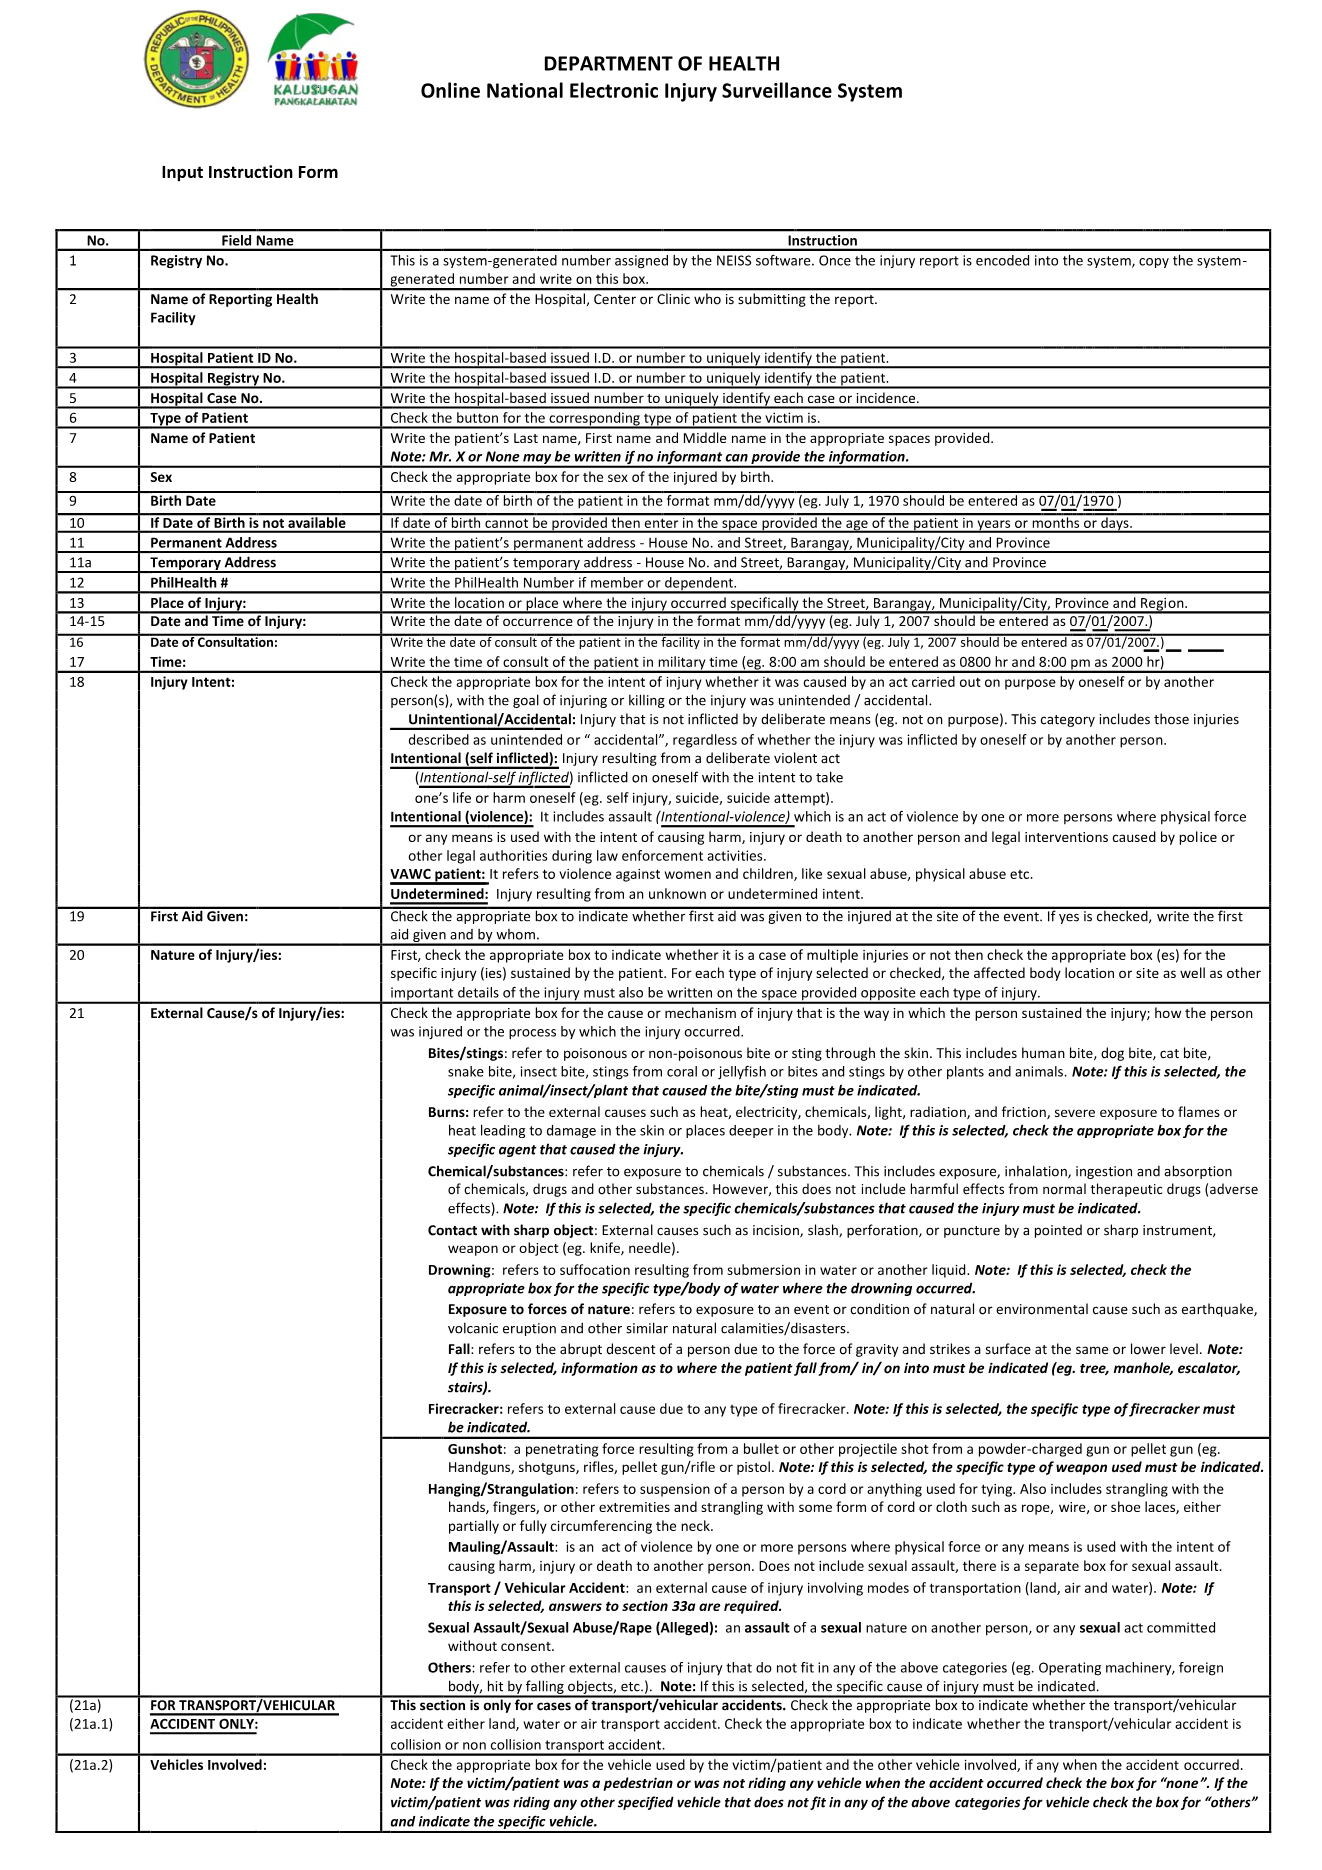 REPUBLIC OF THE PHILIPPINES
DEPARTMENT OF HEALTH
KALUSUGAN
PANGKALAHATAN
DEPARTMENT OF HEALTH
Online National Electronic Injury Surveillance System
Input Instruction Form
No. Field Name Instruction
1 Registry No. This is a system-generated number assigned by the NEISS software. Once the injury report is encoded into the system, copy the system-
generated number and write on this box.
2 Name of Reporting Health Write the name of the Hospital, Center or Clinic who is submitting the report.
Facility
3 Hospital Patient ID No. Write the hospital-based issued I.D. or number to uniquely identify the patient.
4 Hospital Registry No. Write the hospital-based issued I.D. or number to uniquely identify the patient.
5 Hospital Case No. Write the hospital-based issued number to uniquely identify each case or incidence.
6 Type of Patient Check the button for the corresponding type of patient the victim is.
7 Name of Patient Write the patient’s Last name, First name and Middle name in the appropriate spaces provided.
Note: Mr. X or None may be written if no informant can provide the information.
8 Sex Check the appropriate box for the sex of the injured by birth.
9 Birth Date Write the date of birth of the patient in the format mm/dd/yyyy (eg. July 1, 1970 should be entered as 07/01/1970 )
10 If Date of Birth is not available If date of birth cannot be provided then enter in the space provided the age of the patient in years or months or days.
11 Permanent Address Write the patient’s permanent address - House No. and Street, Barangay, Municipality/City and Province
11a Temporary Address Write the patient’s temporary address - House No. and Street, Barangay, Municipality/City and Province
12 PhilHealth # Write the PhilHealth Number if member or dependent.
13 Place of Injury: Write the location or place where the injury occurred specifically the Street, Barangay, Municipality/City, Province and Region.
14-15 Date and Time of Injury: Write the date of occurrence of the injury in the format mm/dd/yyyy (eg. July 1, 2007 should be entered as 07/01/2007.)
16 Date of Consultation: Write the date of consult of the patient in the facility in the format mm/dd/yyyy (eg. July 1, 2007 should be entered as 07/01/2007.)
17 Time: Write the time of consult of the patient in military time (eg. 8:00 am should be entered as 0800 hr and 8:00 pm as 2000 hr)
18 Injury Intent: Check the appropriate box for the intent of injury whether it was caused by an act carried out on purpose by oneself or by another
person(s), with the goal of injuring or killing or the injury was unintended / accidental.
Unintentional/Accidental: Injury that is not inflicted by deliberate means (eg. not on purpose). This category includes those injuries
described as unintended or “ accidental”, regardless of whether the injury was inflicted by oneself or by another person.
Intentional (self inflicted): Injury resulting from a deliberate violent act
(Intentional-self inflicted) inflicted on oneself with the intent to take
one’s life or harm oneself (eg. self injury, suicide, suicide attempt).
Intentional (violence): It includes assault (Intentional-violence) which is an act of violence by one or more persons where physical force
or any means is used with the intent of causing harm, injury or death to another person and legal interventions caused by police or
other legal authorities during law enforcement activities.
VAWC patient: It refers to violence against women and children, like sexual abuse, physical abuse etc.
Undetermined: Injury resulting from an unknown or undetermined intent.
19 First Aid Given: Check the appropriate box to indicate whether first aid was given to the injured at the site of the event. If yes is checked, write the first
aid given and by whom.
20 Nature of Injury/ies: First, check the appropriate box to indicate whether it is a case of multiple injuries or not then check the appropriate box (es) for the
specific injury (ies) sustained by the patient. For each type of injury selected or checked, the affected body location or site as well as other
important details of the injury must also be written on the space provided opposite each type of injury.
21 External Cause/s of Injury/ies: Check the appropriate box for the cause or mechanism of injury that is the way in which the person sustained the injury; how the person
was injured or the process by which the injury occurred.
Bites/stings: refer to poisonous or non-poisonous bite or sting through the skin. This includes human bite, dog bite, cat bite,
snake bite, insect bite, stings from coral or jellyfish or bites and stings by other plants and animals. Note: If this is selected, the
specific animal/insect/plant that caused the bite/sting must be indicated.
Burns: refer to the external causes such as heat, electricity, chemicals, light, radiation, and friction, severe exposure to flames or
heat leading to damage in the skin or places deeper in the body. Note: If this is selected, check the appropriate box for the
specific agent that caused the injury.
Chemical/substances: refer to exposure to chemicals / substances. This includes exposure, inhalation, ingestion and absorption
of chemicals, drugs and other substances. However, this does not include harmful effects from normal therapeutic drugs (adverse
effects). Note: If this is selected, the specific chemicals/substances that caused the injury must be indicated.
Contact with sharp object: External causes such as incision, slash, perforation, or puncture by a pointed or sharp instrument,
weapon or object (eg. knife, needle).
Drowning: refers to suffocation resulting from submersion in water or another liquid. Note: If this is selected, check the
appropriate box for the specific type/body of water where the drowning occurred.
Exposure to forces of nature: refers to exposure to an event or condition of natural or environmental cause such as earthquake,
volcanic eruption and other similar natural calamities/disasters.
Fall: refers to the abrupt descent of a person due to the force of gravity and strikes a surface at the same or lower level. Note:
If this is selected, information as to where the patient fall from/ in/ on into must be indicated (eg. tree, manhole, escalator,
stairs).
Firecracker: refers to external cause due to any type of firecracker. Note: If this is selected, the specific type of firecracker must
be indicated.
Gunshot: a penetrating force resulting from a bullet or other projectile shot from a powder-charged gun or pellet gun (eg.
Handguns, shotguns, rifles, pellet gun/rifle or pistol. Note: If this is selected, the specific type of weapon used must be indicated.
Hanging/Strangulation: refers to suspension of a person by a cord or anything used for tying. Also includes strangling with the
hands, fingers, or other extremities and strangling with some form of cord or cloth such as rope, wire, or shoe laces, either
partially or fully circumferencing the neck.
Mauling/Assault: is an act of violence by one or more persons where physical force or any means is used with the intent of
causing harm, injury or death to another person. Does not include sexual assault, there is a separate box for sexual assault.
Transport / Vehicular Accident: an external cause of injury involving modes of transportation (land, air and water). Note: If
this is selected, answers to section 33a are required.
Sexual Assault/Sexual Abuse/Rape (Alleged): an assault of a sexual nature on another person, or any sexual act committed
without consent.
Others: refer to other external causes of injury that do not fit in any of the above categories (eg. Operating machinery, foreign
body, hit by falling objects, etc.). Note: If this is selected, the specific cause of injury must be indicated.
(21a) FOR TRANSPORT/VEHICULAR This section is only for cases of transport/vehicular accidents. Check the appropriate box to indicate whether the transport/vehicular
(21a.1) ACCIDENT ONLY: accident either land, water or air transport accident. Check the appropriate box to indicate whether the transport/vehicular accident is
collision or non collision transport accident.
(21a.2) Vehicles Involved: Check the appropriate box for the vehicle used by the victim/patient and the other vehicle involved, if any when the accident occurred.
Note: If the victim/patient was a pedestrian or was not riding any vehicle when the accident occurred check the box for “none”. If the
victim/patient was riding any other specified vehicle that does not fit in any of the above categories for vehicle check the box for “others”
and indicate the specific vehicle.